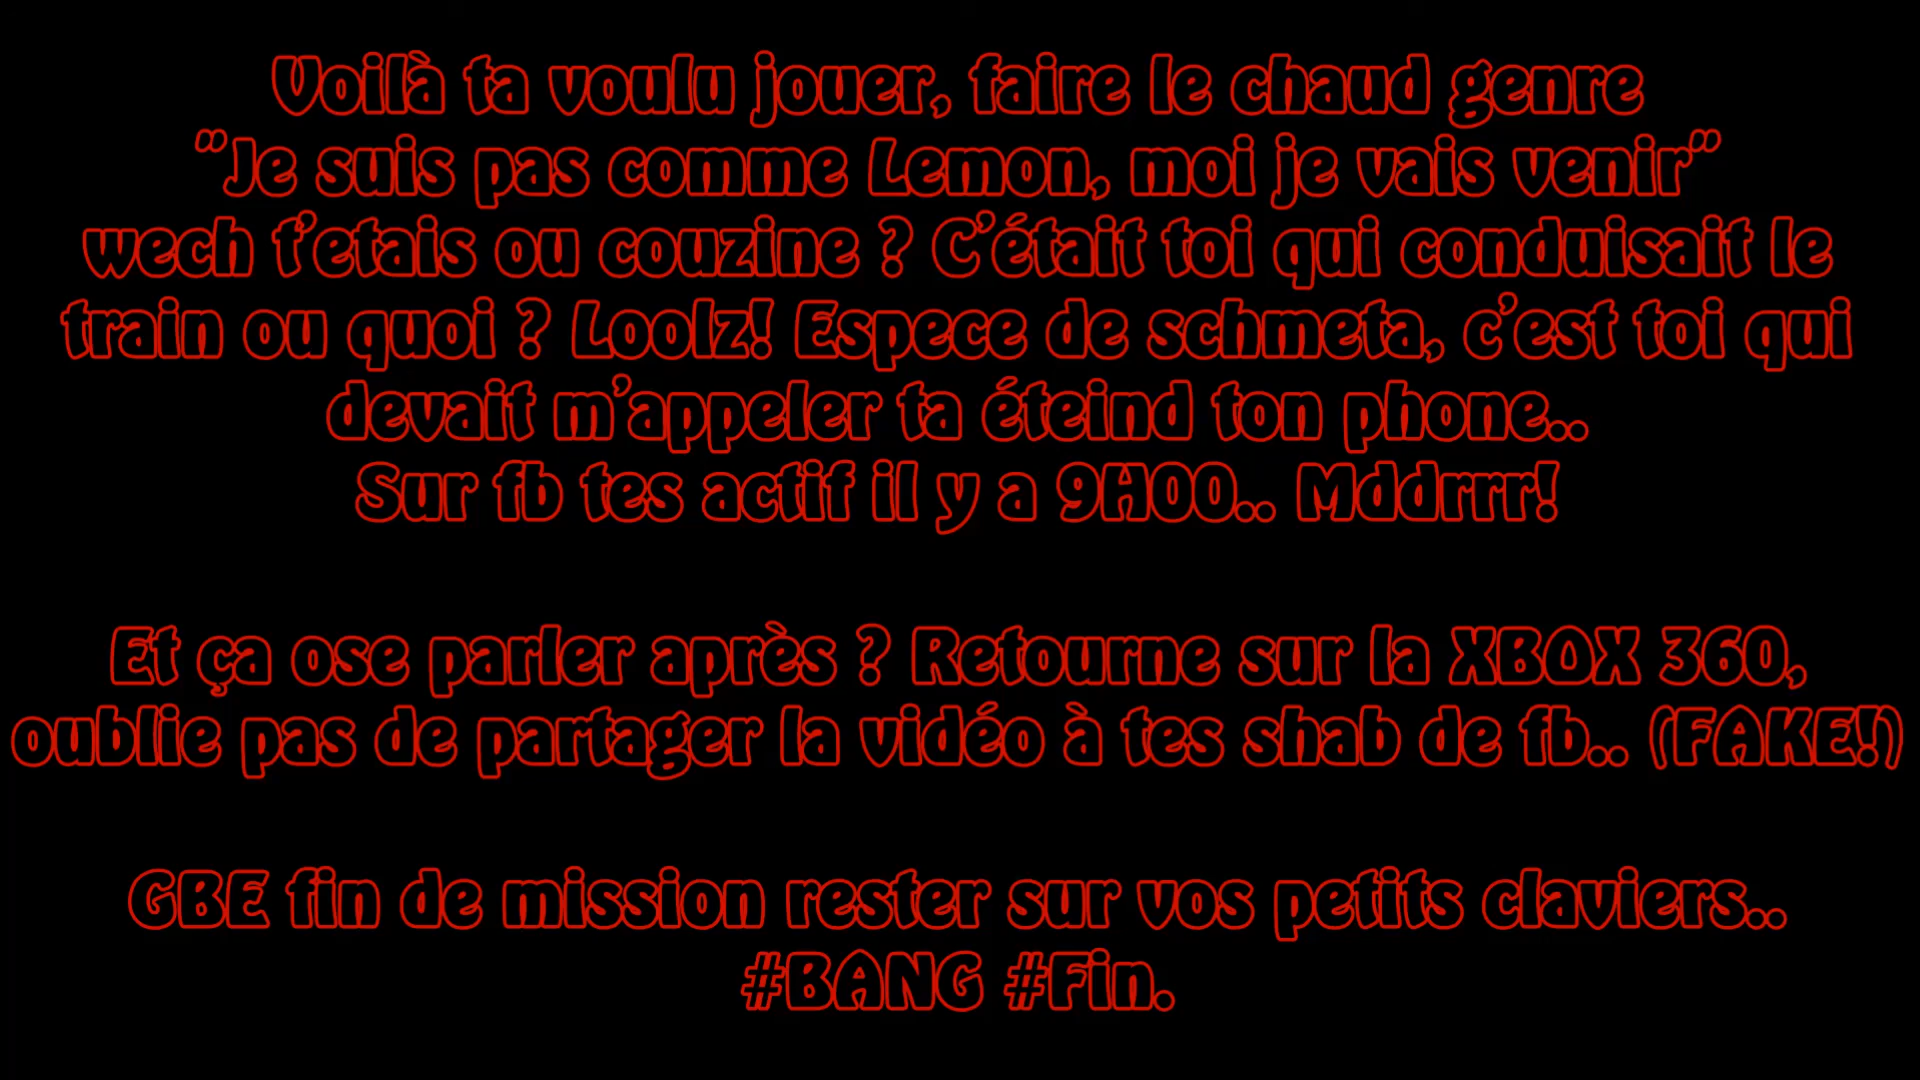 Voilà ta voulu jouer, faire le chaud genre
"Je suis pas comme Lemon, moi je vais venir"
wech t'etais ou couzine ? C'était toi qui conduisait le
train ou quoi ? Loolz! Espece de schmeta, c'est toi qui
devait m'appeler ta éteind ton phone..
Sur fb tes actif il y a 9H00.. Mddrrr!
Et ça ose parler après ? Retourne sur la XBOX 360,
oublie pas de partager la vidéo à tes shab de fb.. (FAKE!)
GBE fin de mission rester sur vos petits claviers..
#BANG #Fin.